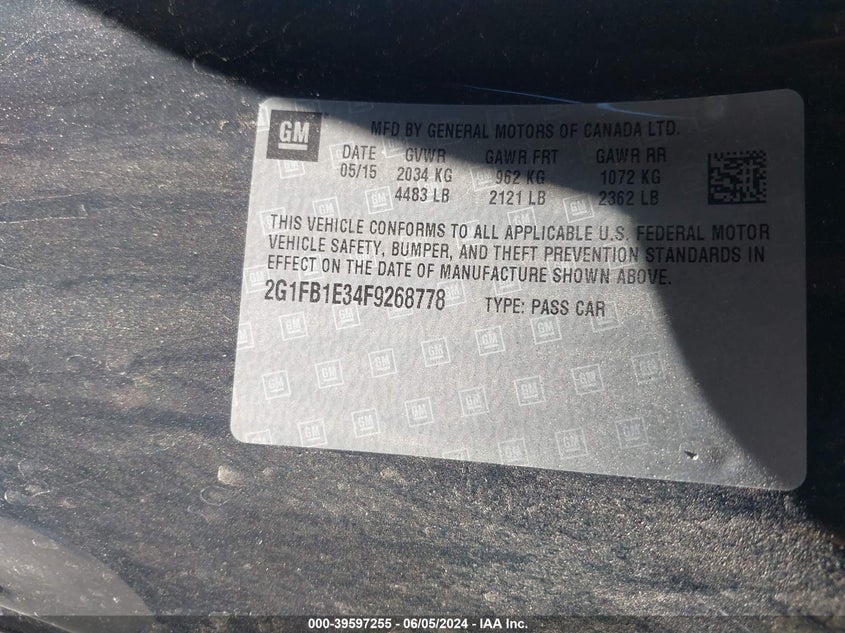 GM
MFD BY GENERAL MOTORS OF CANADA LTD.
DATE GVWR GAWR FRT GAWR RR
05/15 2034 KG 962 KG 1072 KG
4483 LB 2121 LB 2362 LB
THIS VEHICLE CONFORMS TO ALL APPLICABLE U.S. FEDERAL MOTOR
VEHICLE SAFETY, BUMPER, AND THEFT PREVENTION STANDARDS IN
EFFECT ON THE DATE OF MANUFACTURE SHOWN ABOVE.
2G1FB1E34F9268778 TYPE: PASS CAR
000-39597255 - 06/05/2024 - IAA Inc.